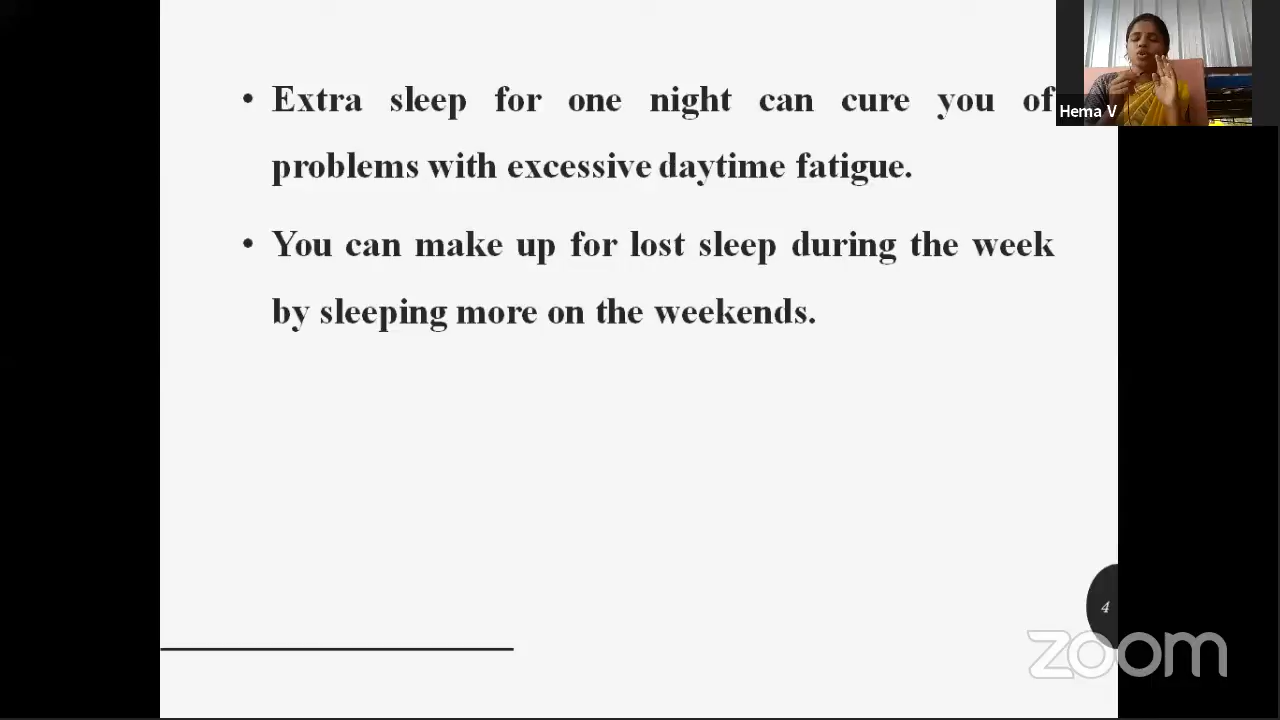 • Extra sleep for one night can cure you of
problems with excessive daytime fatigue.
• You can make up for lost sleep during the week
by sleeping more on the weekends.
Hema V
4
zoom